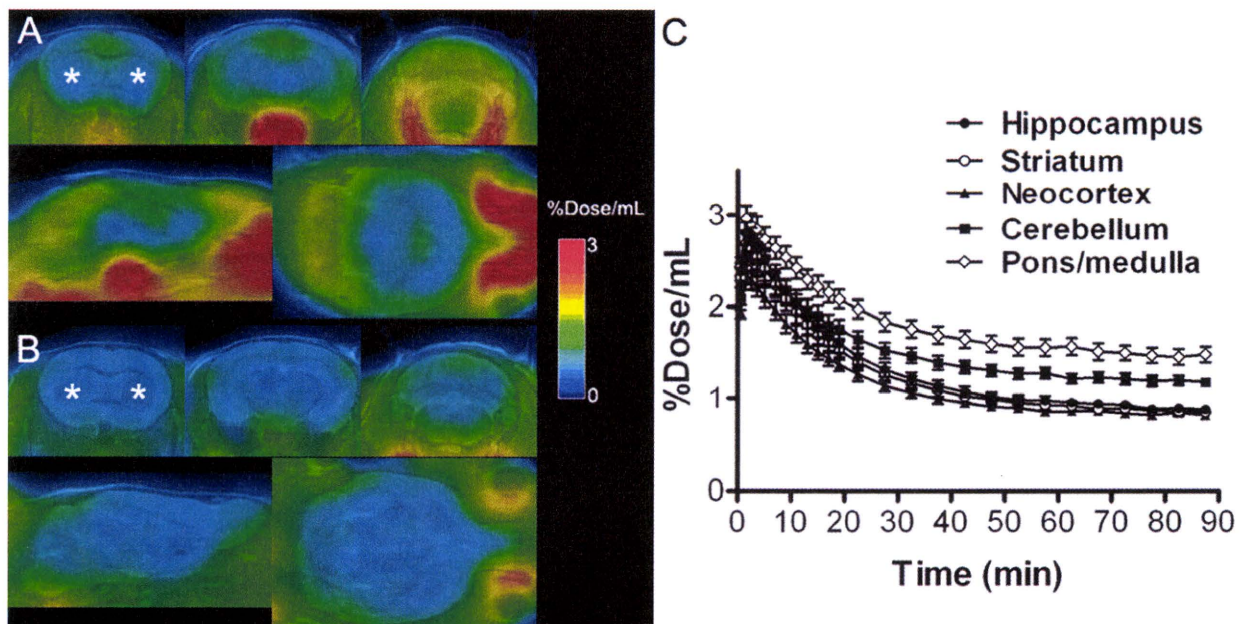 A
* *
%Dose/mL
3
0
B
* *
C
Hippocampus
Striatum
Neocortex
Cerebellum
Pons/medulla
%Dose/mL
3
2
1
0
0 10 20 30 40 50 60 70 80 90
Time (min)